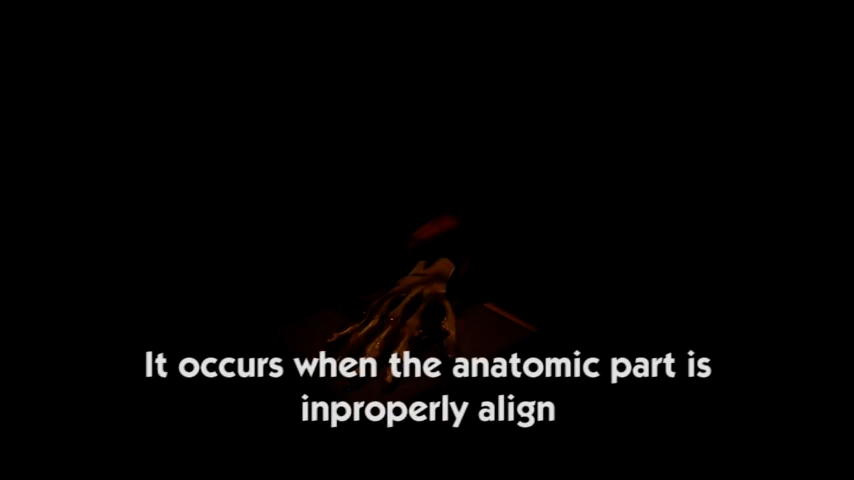 It occurs when the anatomic part is
inproperly align